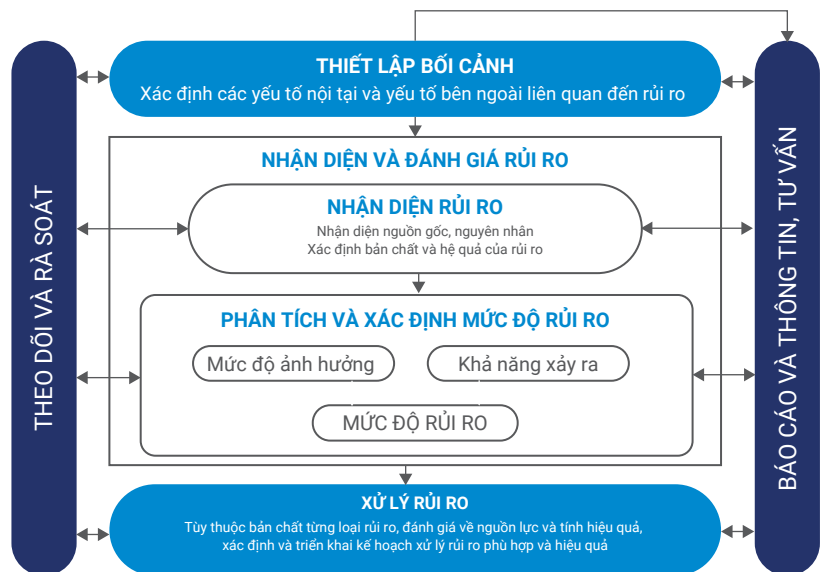 THIẾT LẬP BỐI CẢNH
Xác định các yếu tố nội tại và yếu tố bên ngoài liên quan đến rủi ro
THEO DÕI VÀ RÀ SOÁT
NHẬN DIỆN VÀ ĐÁNH GIÁ RỦI RO
NHẬN DIỆN RỦI RO
Nhận diện nguồn gốc, nguyên nhân
Xác định bản chất và hệ quả của rủi ro
PHÂN TÍCH VÀ XÁC ĐỊNH MỨC ĐỘ RỦI RO
Mức độ ảnh hưởng
Khả năng xảy ra
MỨC ĐỘ RỦI RO
BÁO CÁO VÀ THÔNG TIN, TƯ VẤN
XỬ LÝ RỦI RO
Tùy thuộc bản chất từng loại rủi ro, đánh giá về nguồn lực và tính hiệu quả,
xác định và triển khai kế hoạch xử lý rủi ro phù hợp và hiệu quả